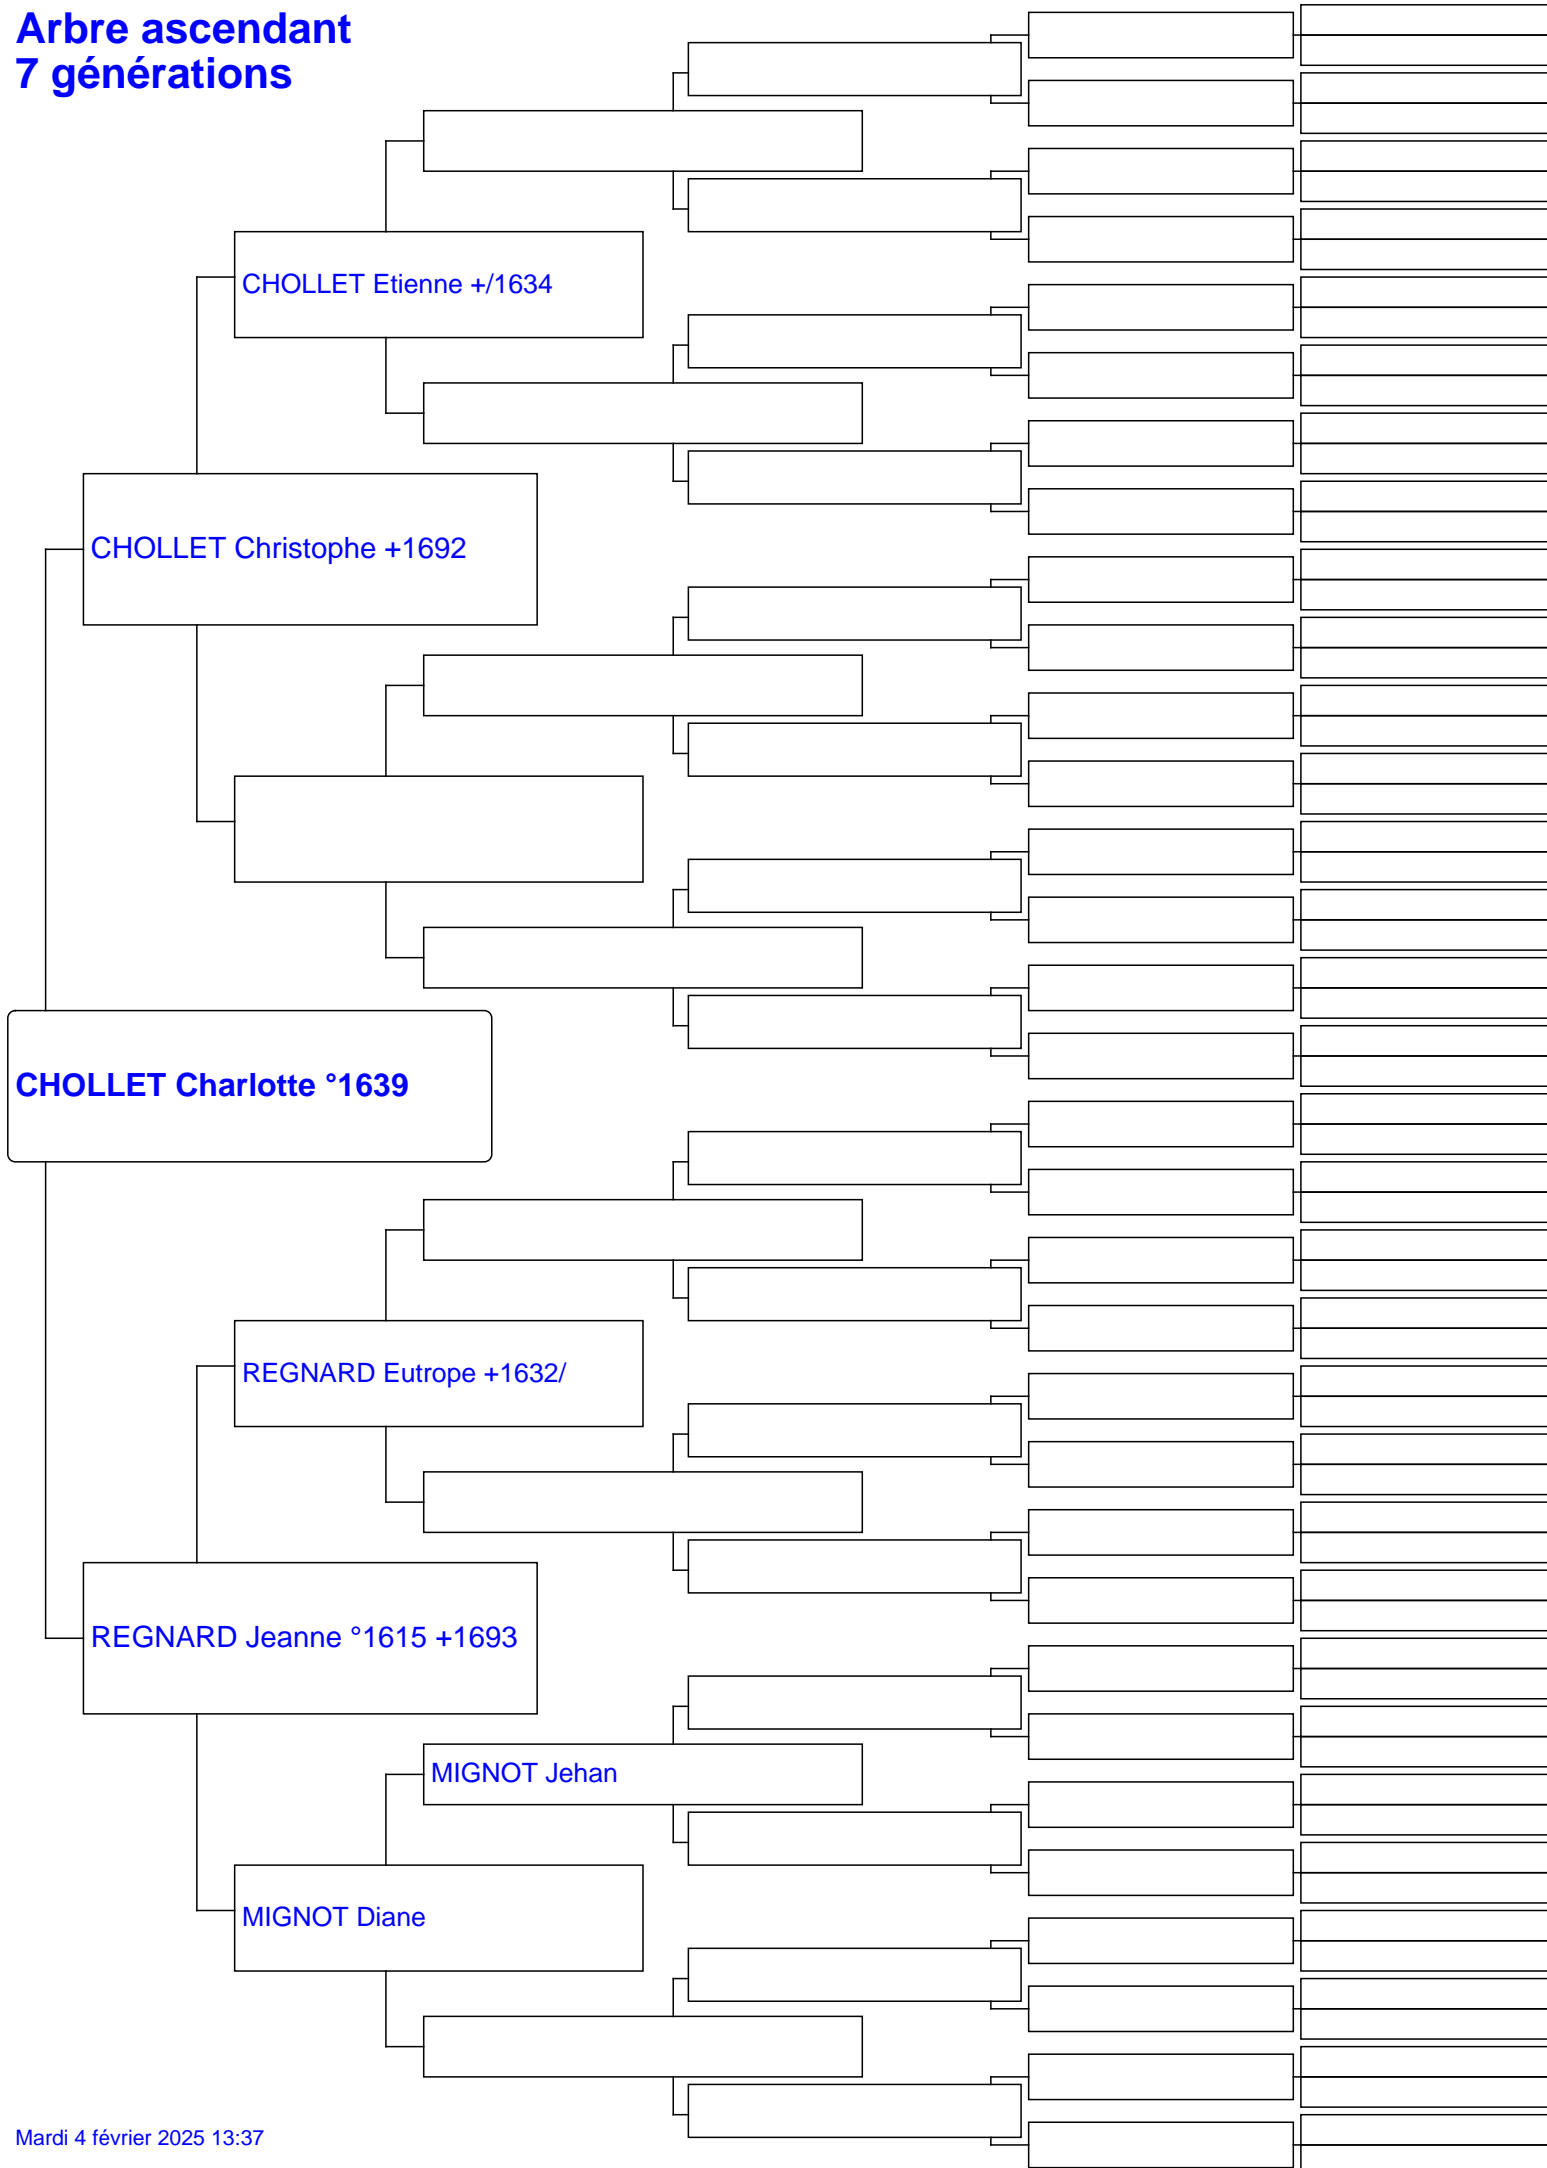 Arbre ascendant
7 générations
CHOLLET Etienne +/1634
CHOLLET Christophe +1692
CHOLLET Charlotte °1639
REGNARD Eutrope +1632/
REGNARD Jeanne °1615 +1693
MIGNOT Jehan
MIGNOT Diane
Mardi 4 février 2025 13:37